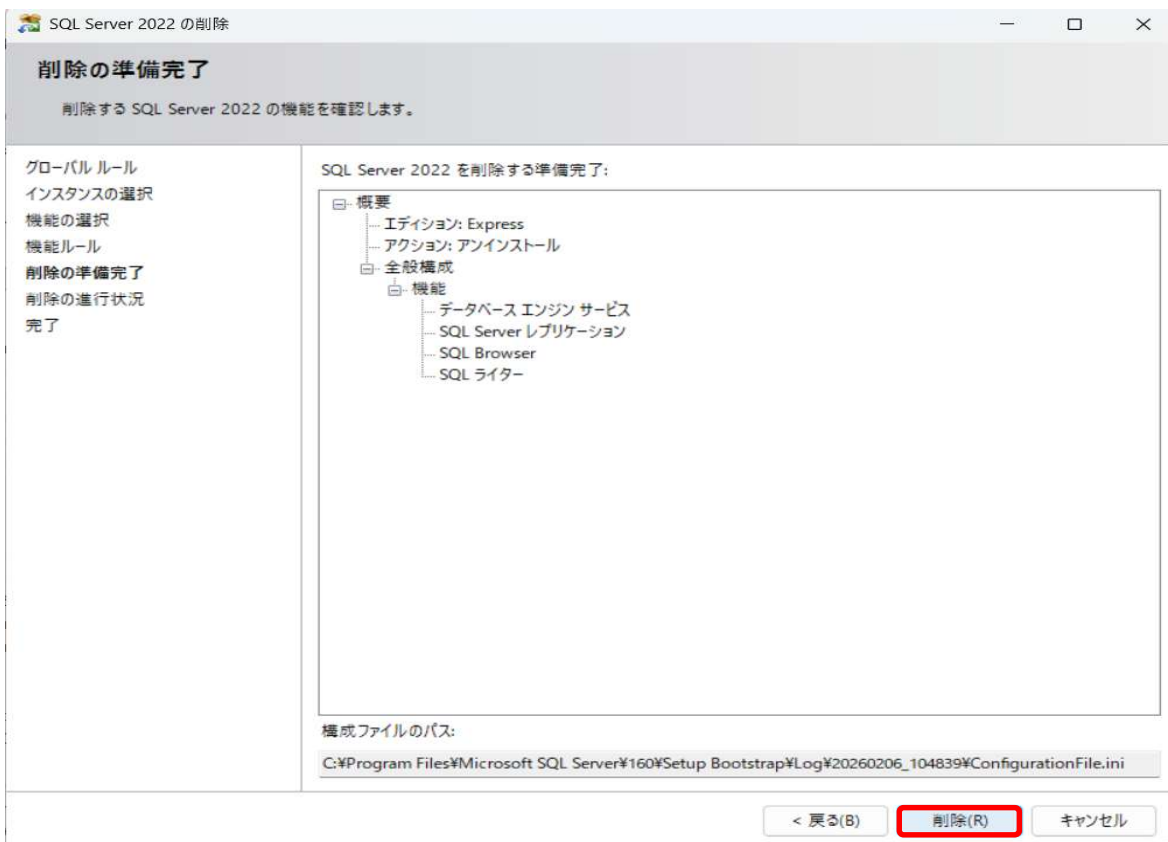 SQL Server 2022 の削除
削除の準備完了
削除する SQL Server 2022 の機能を確認します。
グローバル ルール
インスタンスの選択
機能の選択
機能ルール
削除の準備完了
削除の進行状況
完了
SQL Server 2022 を削除する準備完了:
概要
エディション: Express
アクション: アンインストール
全般構成
機能
データベース エンジン サービス
SQL Server レプリケーション
SQL Browser
SQL ライター
構成ファイルのパス:
C:¥Program Files¥Microsoft SQL Server¥160¥Setup Bootstrap¥Log¥20260206_104839¥ConfigurationFile.ini
< 戻る(B) 削除(R) キャンセル